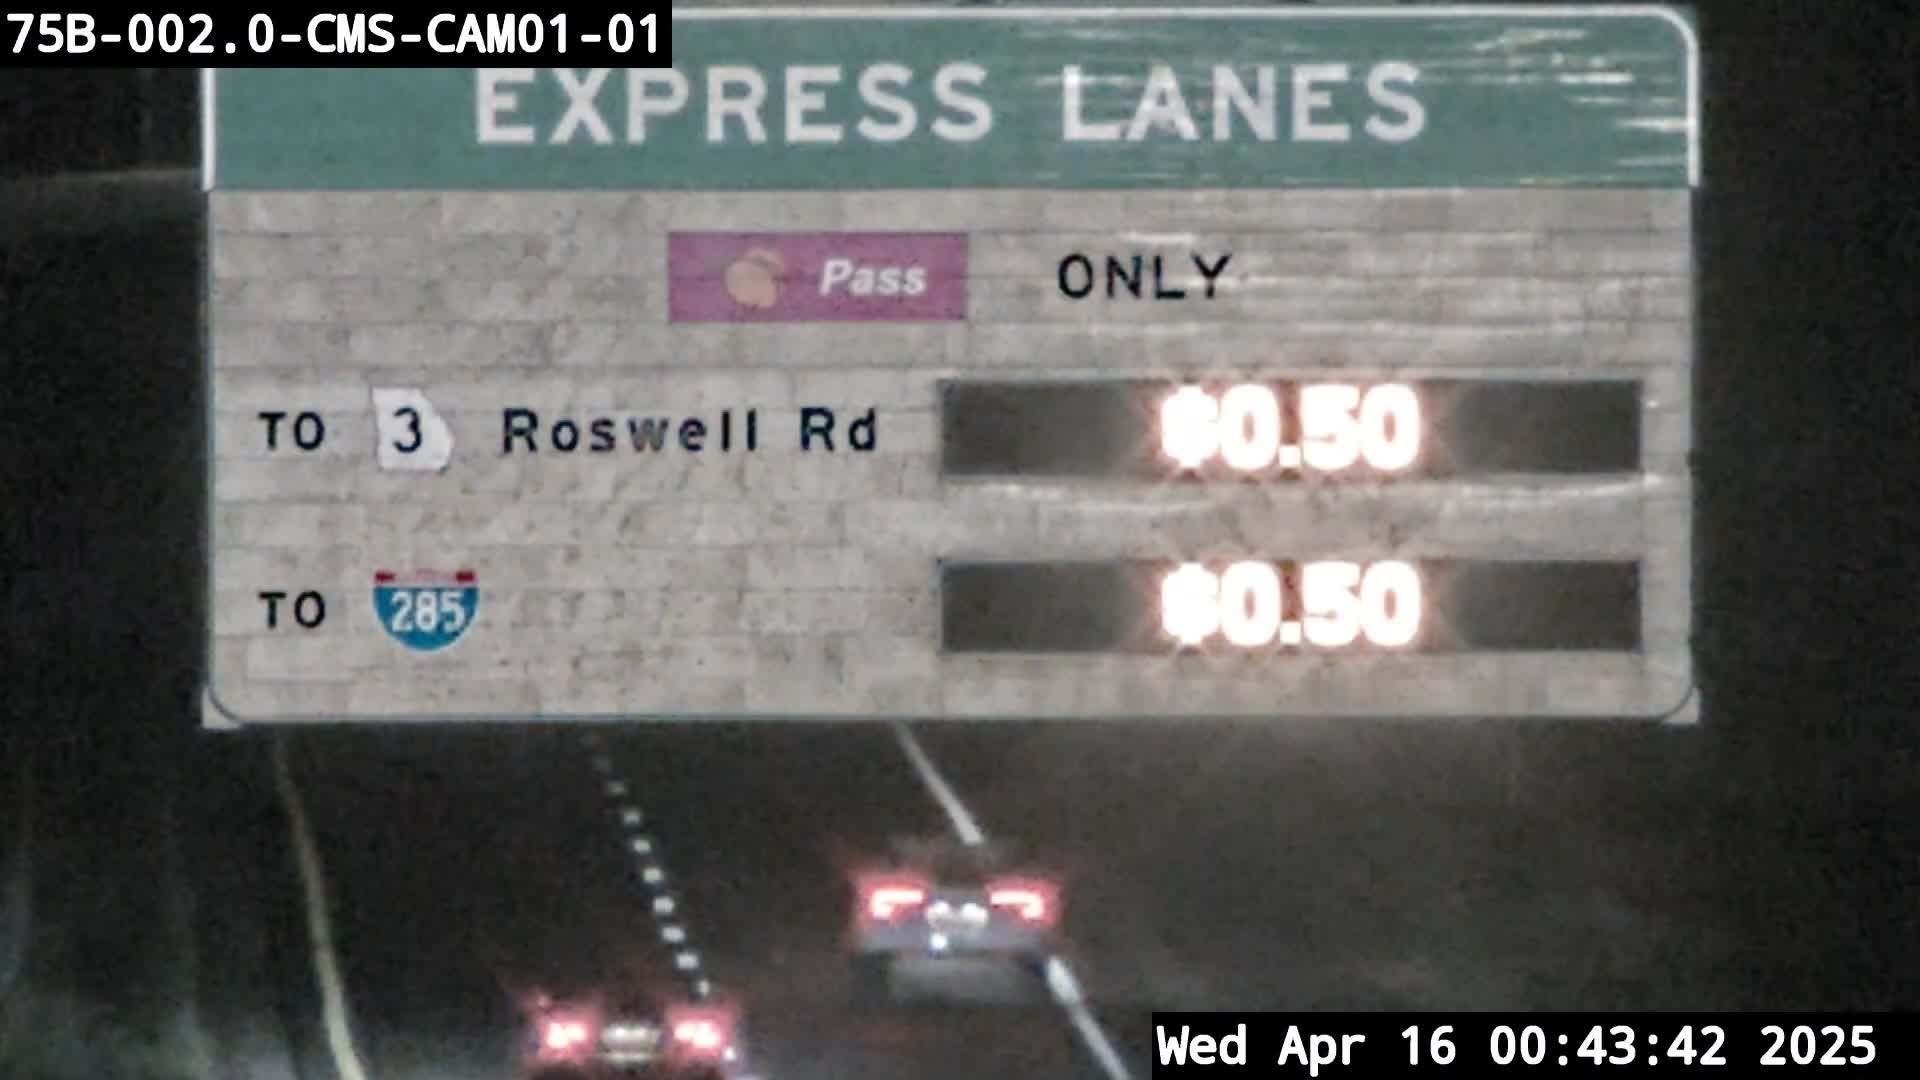 75B-002.0-CMS-CAM01-01
EXPRESS LANES
Pass ONLY
TO 3 Roswell Rd $0.50
TO 285 $0.50
Wed Apr 16 00:43:42 2025